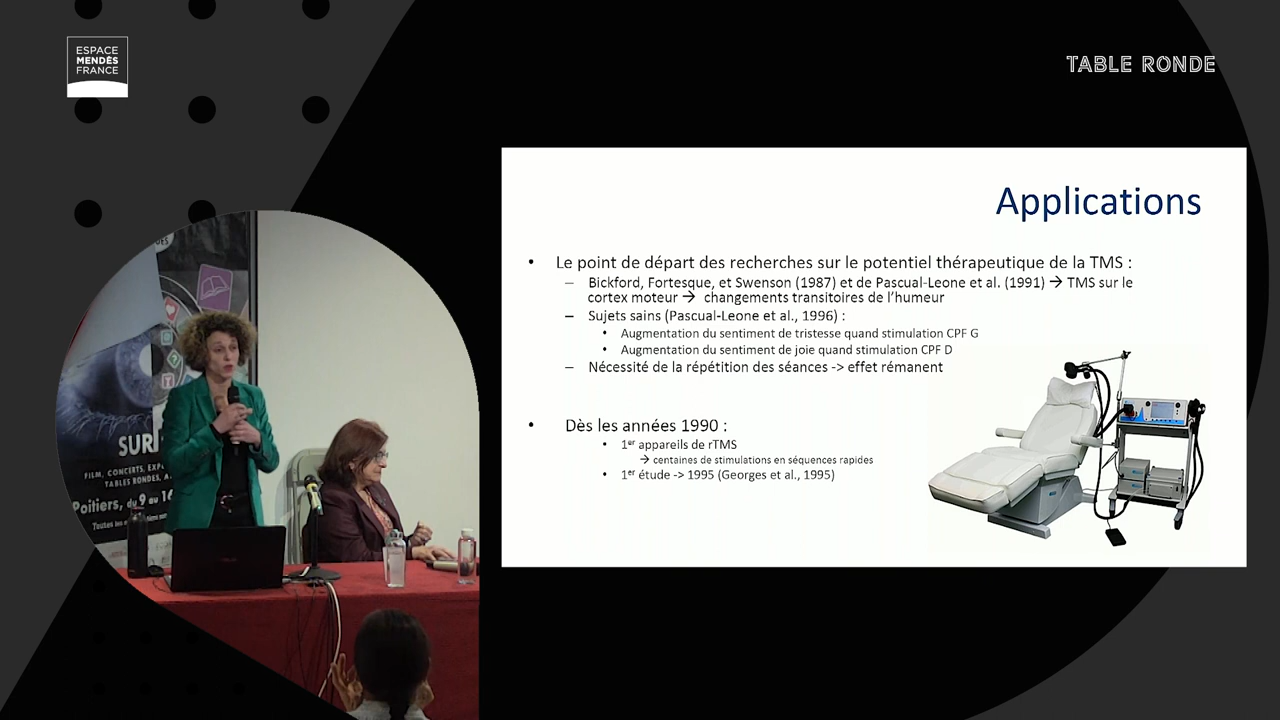 ESPACE
MENDÈS
FRANCE
TABLE RONDE
Applications
• Le point de départ des recherches sur le potentiel thérapeutique de la TMS :
– Bickford, Fortesque, et Swenson (1987) et de Pascual-Leone et al. (1991) → TMS sur le
cortex moteur → changements transitoires de l’humeur
– Sujets sains (Pascual-Leone et al., 1996) :
• Augmentation du sentiment de tristesse quand stimulation CPF G
• Augmentation du sentiment de joie quand stimulation CPF D
– Nécessité de la répétition des séances -> effet rémanent
• Dès les années 1990 :
• 1er appareils de rTMS
→ centaines de stimulations en séquences rapides
• 1er étude -> 1995 (Georges et al., 1995)
SUR
FILM, CONCERTS, EXP
TABLES RONDES, A
Poitiers, du 9 au 16
Toutes les